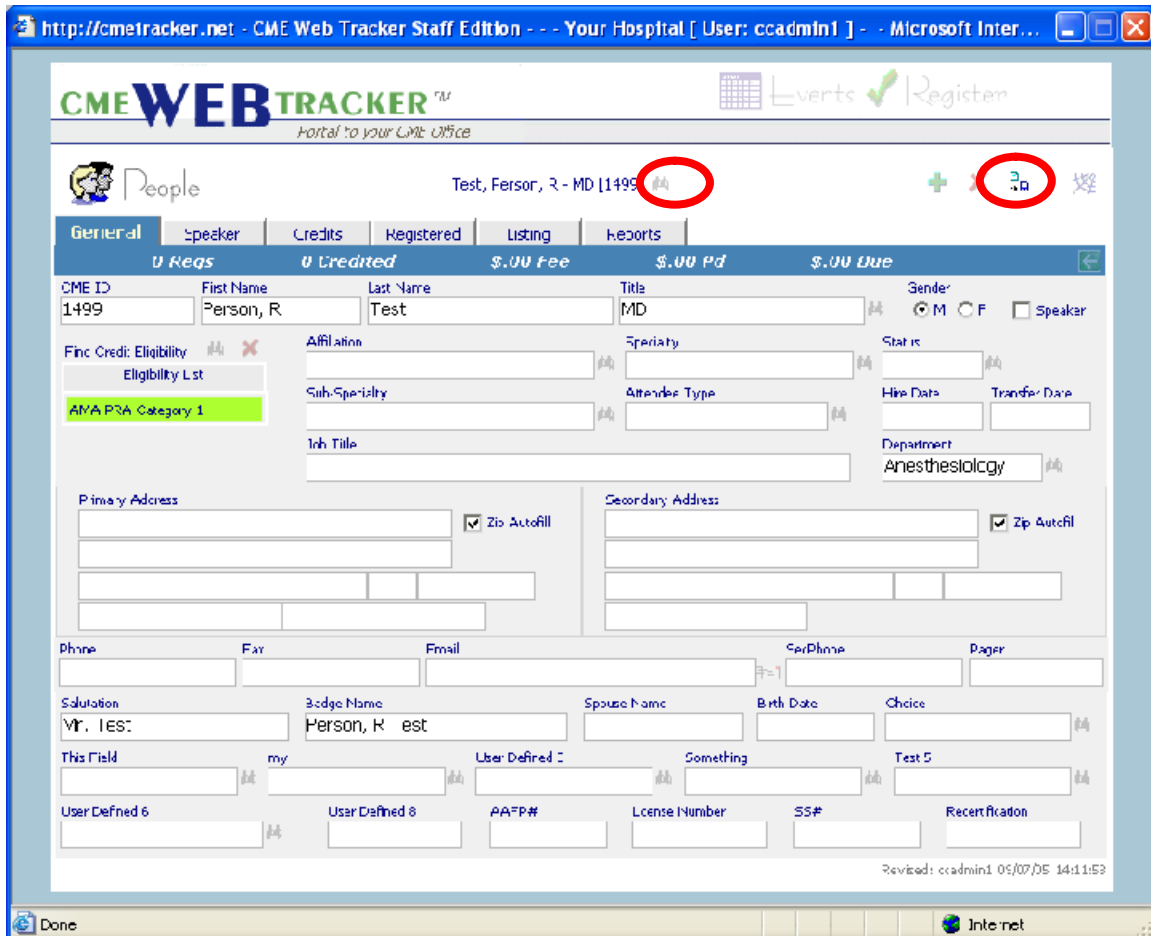 http://cmetracker.net - CME Web Tracker Staff Edition - - - Your Hospital [ User: ccadmin1 ] - - Microsoft Inter...
CME WEB TRACKER TM
Portal to your CME Office
Everts Register
People
Test, Ferson, R - MD [1499
General Speaker Credits Registered Listing Reports
0 Regs 0 Credited $.00 Fee $.00 Pd $.00 Due
CME ID First Name Last Name Title Gender
1499 Person, R Test MD M F Speaker
Find Credit Eligibility Affiliation Specialty Status
Eligibility List
Sub-Specialty Attendee Type Hire Date Transfer Date
AMA PRA Category 1
Job Title Department
Anesthesiology
Primary Address Secondary Address
Zip Autofill Zip Autofil
Phone Fax Email SecPhone Pager
Salutation Badge Name Spouse Name Birth Date Choice
Mr. Test Person, R est
This Field my User Defined Something Test 5
User Defined 6 User Defined 8 AAFP# License Number SS# Recertification
Revised: ccadmin1 09/07/05 14:11:53
Done Internet